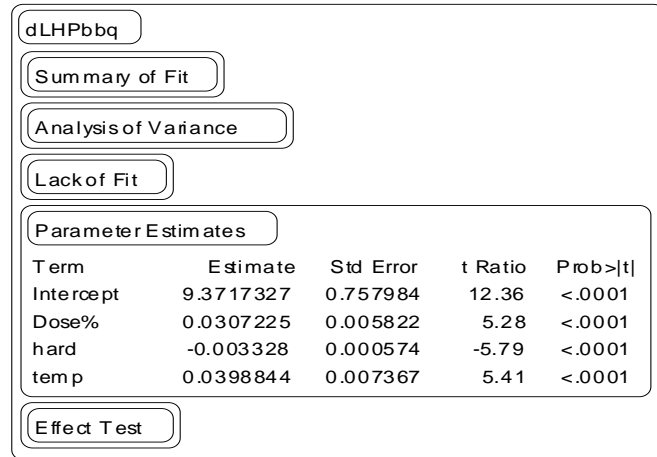 dLHPbbq
Summary of Fit
Analysis of Variance
Lack of Fit
Parameter Estimates
Term Estimate Std Error t Ratio Prob>|t|
Intercept 9.3717327 0.757984 12.36 <.0001
Dose% 0.0307225 0.005822 5.28 <.0001
hard -0.003328 0.000574 -5.79 <.0001
temp 0.0398844 0.007367 5.41 <.0001
Effect Test